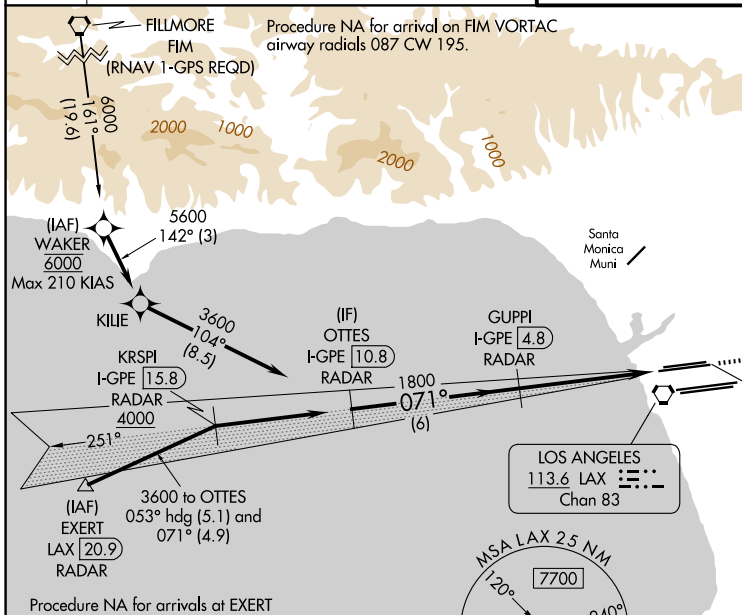 FILLMORE
FIM
(RNAV 1-GPS REQD)
Procedure NA for arrival on FIM VORTAC
airway radials 087 CW 195.
6000
161°
(19.6)
2000
1000
2000
1000
(IAF)
WAKER
6000
Max 210 KIAS
5600
142° (3)
Santa
Monica
Muni
KILIE
3600
104°
(8.5)
(IF)
OTTES
I-GPE 10.8
RADAR
GUPPI
I-GPE 4.8
RADAR
KRSPI
I-GPE 15.8
RADAR
4000
251°
1800
071°
(6)
LOS ANGELES
113.6 LAX
Chan 83
(IAF)
EXERT
LAX 20.9
RADAR
3600 to OTTES
053° hdg (5.1) and
071° (4.9)
MSA LAX 25 NM
7700
120°
Procedure NA for arrivals at EXERT